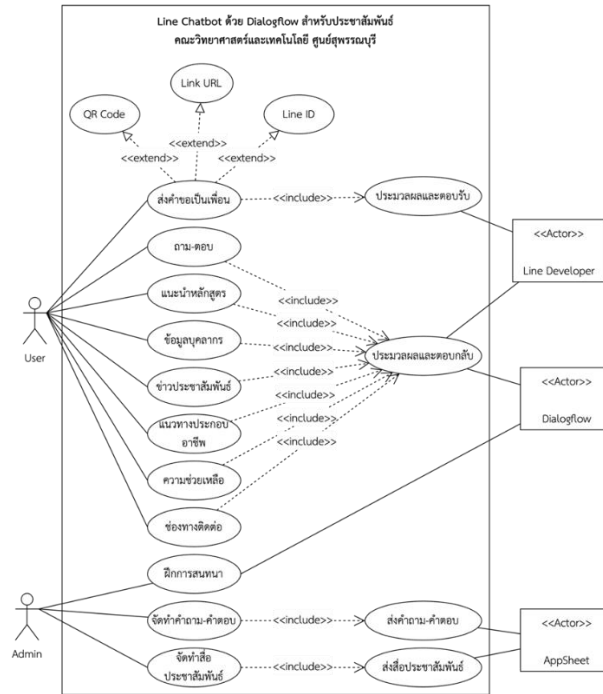 Line Chatbot ด้วย Dialogflow สำหรับประชาสัมพันธ์
คณะวิทยาศาสตร์และเทคโนโลยี ศูนย์สุพรรณบุรี
Link URL
QR Code
Line ID
<<extend>>
<<extend>>
<<extend>>
ส่งคำขอเป็นเพื่อน
<<include>>
ประมวลผลและตอบรับ
<<Actor>>
Line Developer
ถาม-ตอบ
<<include>>
แนะนำหลักสูตร
<<include>>
ข้อมูลบุคลากร
<<include>>
ประมวลผลและตอบกลับ
User
ข่าวประชาสัมพันธ์
<<include>>
<<Actor>>
Dialogflow
<<include>>
แนวทางประกอบ
อาชีพ
<<include>>
<<include>>
ความช่วยเหลือ
ช่องทางติดต่อ
ฝึกการสนทนา
จัดทำคำถาม-คำตอบ
<<include>>
ส่งคำถาม-คำตอบ
<<Actor>>
AppSheet
Admin
จัดทำสื่อ
ประชาสัมพันธ์
<<include>>
ส่งสื่อประชาสัมพันธ์